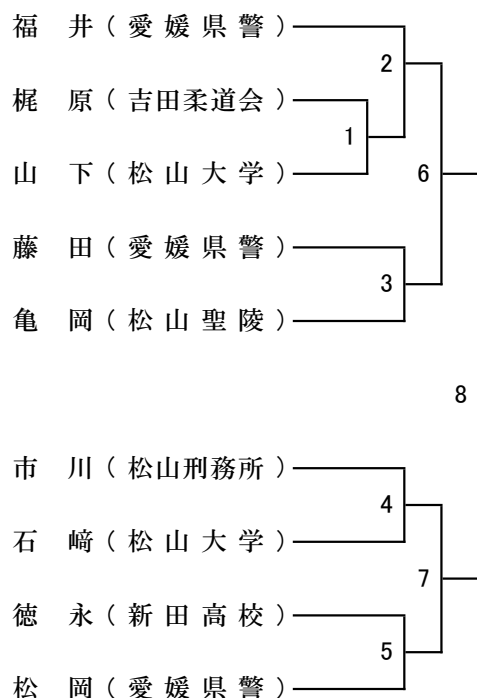 福 井 ( 愛 媛 県 警 )
2
梶 原 ( 吉田柔道会 )
1
山 下 ( 松 山 大 学 )
6
藤 田 ( 愛 媛 県 警 )
3
亀 岡 ( 松 山 聖 陵 )
8
市 川 ( 松山刑務所 )
4
石 﨑 ( 松 山 大 学 )
7
徳 永 ( 新 田 高 校 )
5
松 岡 ( 愛 媛 県 警 )